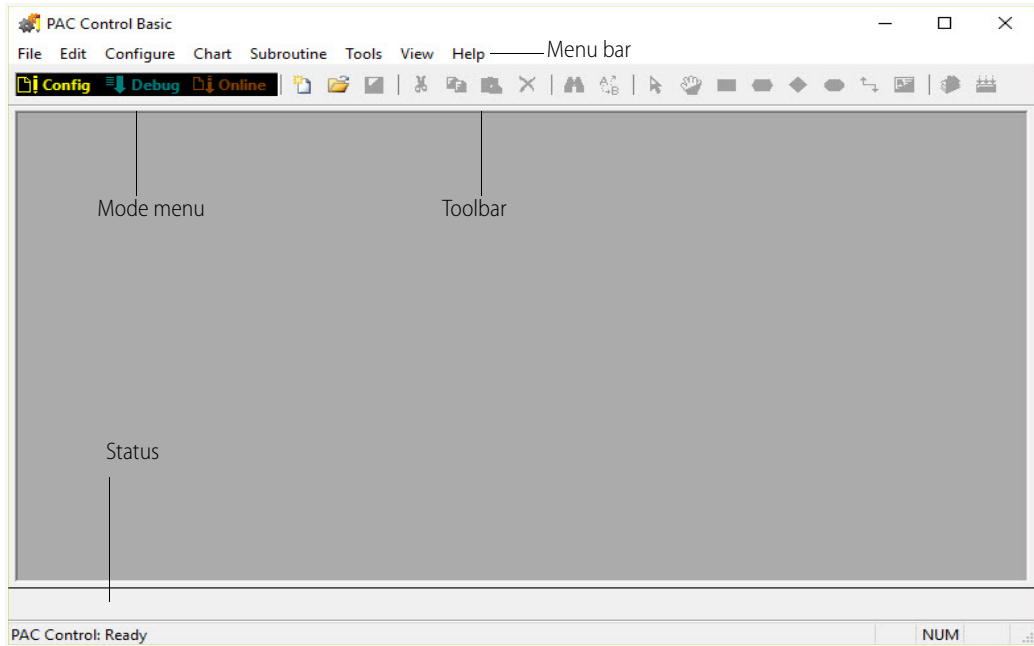 PAC Control Basic
File Edit Configure Chart Subroutine Tools View Help Menu bar
Config Debug Online
Mode menu Toolbar
Status
PAC Control: Ready NUM